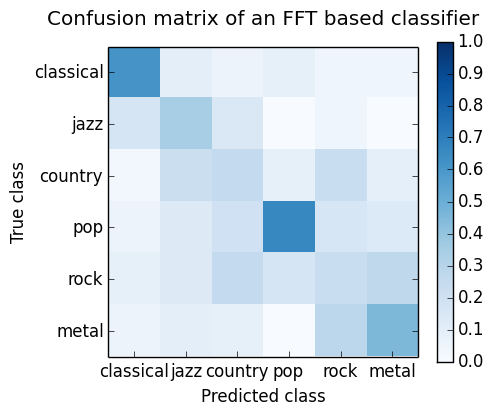 Confusion matrix of an FFT based classifier
classical
jazz
country
pop
rock
metal
True class
classical jazz country pop rock metal
Predicted class
1.0
0.9
0.8
0.7
0.6
0.5
0.4
0.3
0.2
0.1
0.0